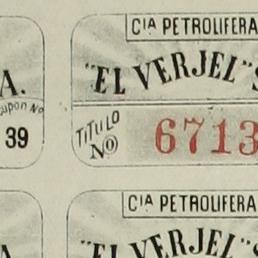 CIA PETROLIFERA
A. "EL VERJEL" S
Cupon No
39
TITULO
No 6713
CIA PETROLIFERA
"EL VERJEL"